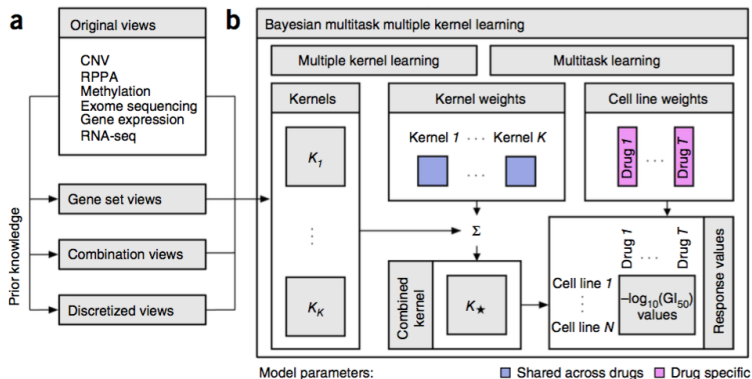 a
Original views
CNV
RPPA
Methylation
Exome sequencing
Gene expression
RNA-seq
Prior knowledge
Gene set views
Combination views
Discretized views
b
Bayesian multitask multiple kernel learning
Multiple kernel learning
Multitask learning
Kernels
K1
⋮
KK
Kernel weights
Kernel 1 ··· Kernel K
···
Cell line weights
Drug 1
···
Drug T
Σ
Combined
kernel
K★
Drug 1
···
Drug T
Cell line 1
⋮
Cell line N
–log10(GI50)
values
Response values
Model parameters:
Shared across drugs
Drug specific